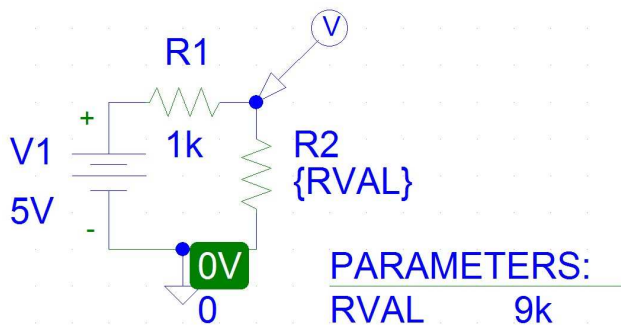 V
R1
+
V1
1k
R2
{RVAL}
5V
-
0V
0
PARAMETERS:
RVAL 9k